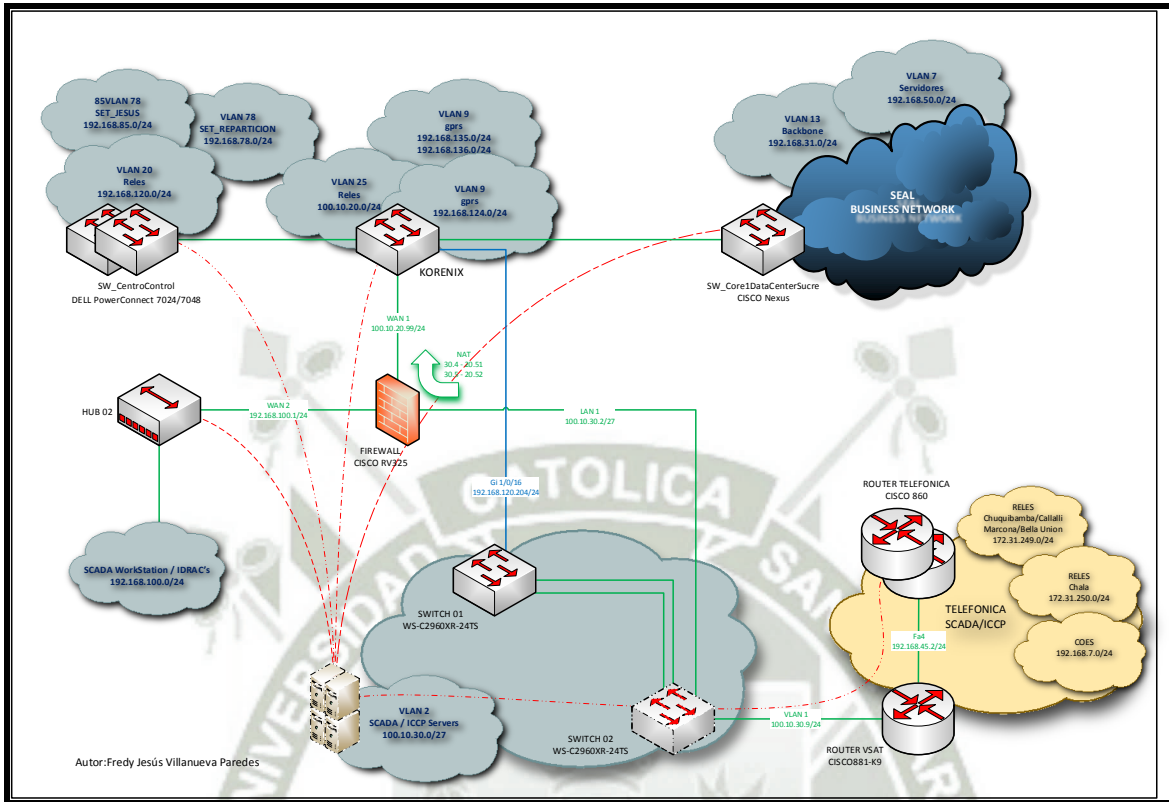 VLAN 7
Servidores
192.168.50.0/24
85VLAN 78
SET_JESUS
192.168.85.0/24
VLAN 78
SET_REPARTICION
192.168.78.0/24
VLAN 9
gprs
192.168.135.0/24
192.168.136.0/24
VLAN 13
Backbone
192.168.31.0/24
VLAN 20
Reles
192.168.120.0/24
VLAN 25
Reles
100.10.20.0/24
VLAN 9
gprs
192.168.124.0/24
SEAL
BUSINESS NETWORK
KORENIX
SW_CentroControl
DELL PowerConnect 7024/7048
SW_Core1DataCenterSucre
CISCO Nexus
WAN 1
100.10.20.99/24
NAT
30.4 - 20.51
30.5 - 20.52
HUB 02
WAN 2
192.168.100.1/24
LAN 1
100.10.30.2/27
FIREWALL
CISCO RV325
Gi 1/0/16
192.168.120.204/24
CATOLICA
UNIVERSIDAD
ROUTER TELEFONICA
CISCO 860
RELES
Chuquibamba/Callalli
Marcona/Bella Union
172.31.249.0/24
SCADA WorkStation / IDRAC's
192.168.100.0/24
RELES
Chala
172.31.250.0/24
SWITCH 01
WS-C2960XR-24TS
TELEFONICA
SCADA/ICCP
Fa4
192.168.45.2/24
COES
192.168.7.0/24
VLAN 2
SCADA / ICCP Servers
100.10.30.0/27
VLAN 1
100.10.30.9/24
SWITCH 02
WS-C2960XR-24TS
ROUTER VSAT
CISCO881-K9
Autor:Fredy Jesús Villanueva Paredes